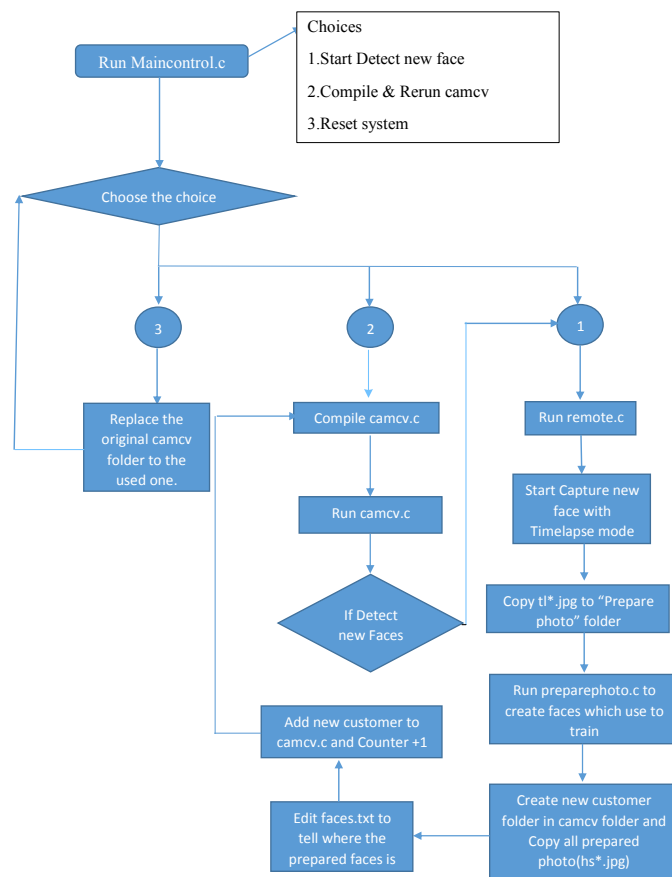 Run Maincontrol.c
Choices
1.Start Detect new face
2.Compile & Rerun camcv
3.Reset system
Choose the choice
3
2
1
Replace the
original camcv
folder to the
used one.
Compile camcv.c
Run camcv.c
If Detect
new Faces
Run remote.c
Start Capture new
face with
Timelapse mode
Copy tl*.jpg to “Prepare
photo” folder
Run preparephoto.c to
create faces which use to
train
Create new customer
folder in camcv folder and
Copy all prepared
photo(hs*.jpg)
Edit faces.txt to
tell where the
prepared faces is
Add new customer to
camcv.c and Counter +1